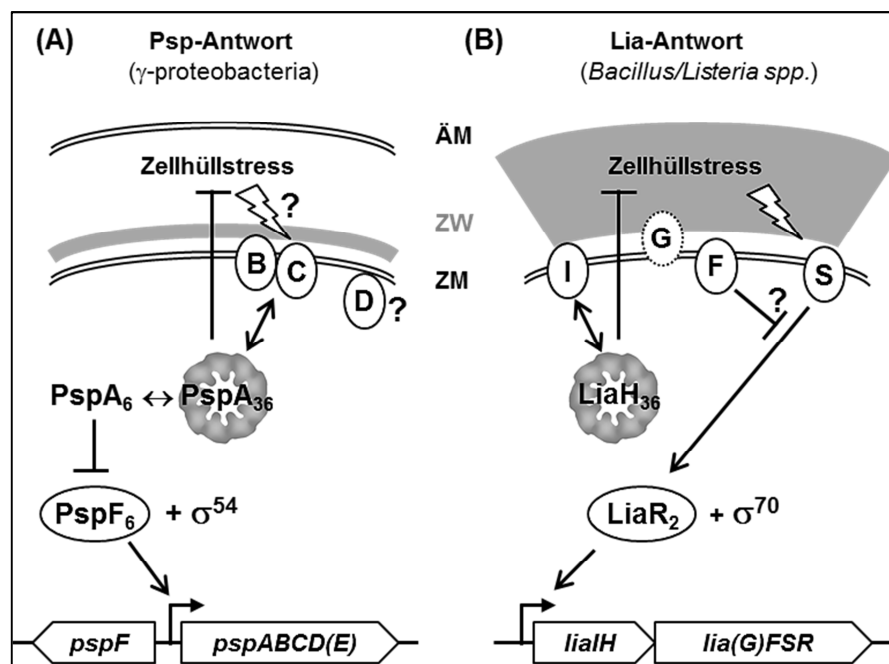 (A) Psp-Antwort
(γ-proteobacteria)
Zellhüllstress
?
B
C
D
?
PspA₆ ↔ PspA₃₆
PspF₆ + σ⁵⁴
pspF
pspABCD(E)
ÄM
ZW
ZM
(B) Lia-Antwort
(Bacillus/Listeria spp.)
Zellhüllstress
I
G
F
S
?
LiaH₃₆
LiaR₂ + σ⁷⁰
liaIH
lia(G)FSR